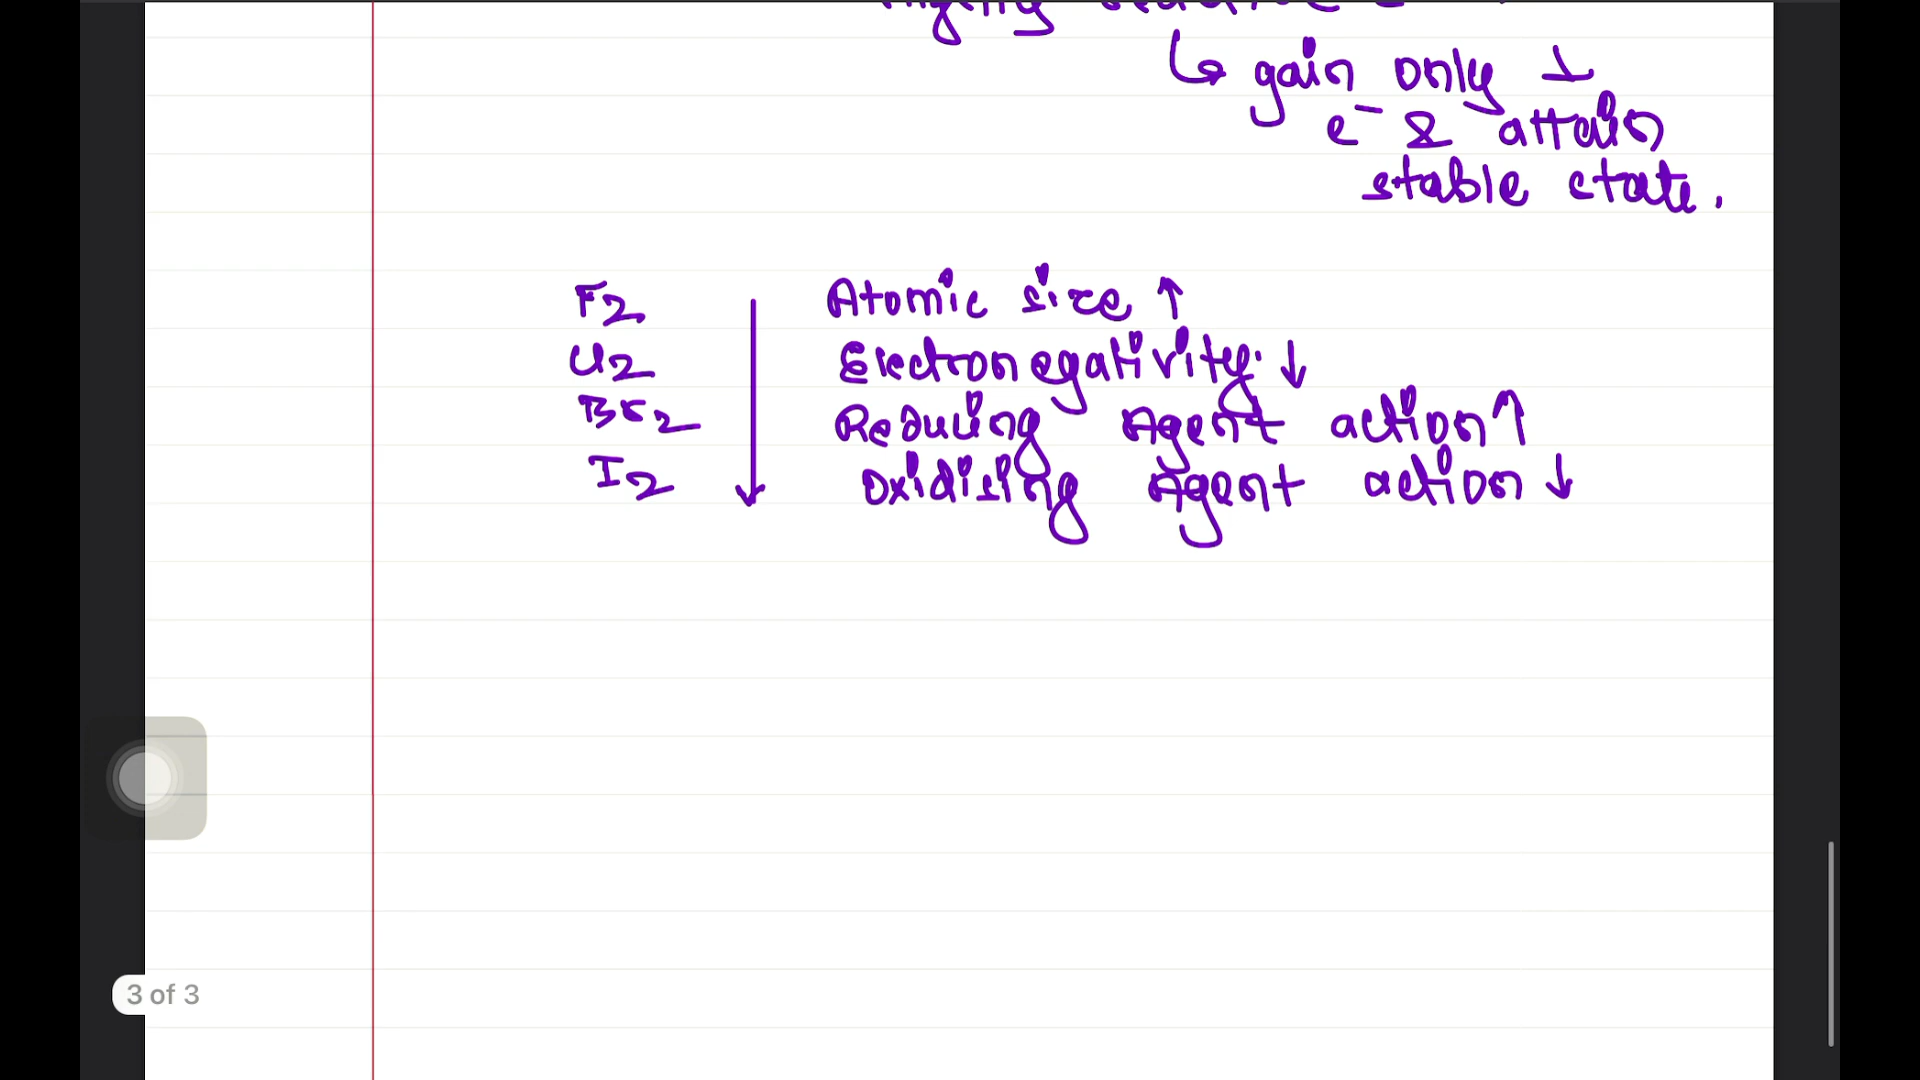 ↳ gain only 1
e⁻ & attain
stable state.
F2 Atomic size ↑
Cl2 Electronegativity. ↓
Br2 Reducing Agent action ↑
I2 Oxidising Agent action ↓
3 of 3